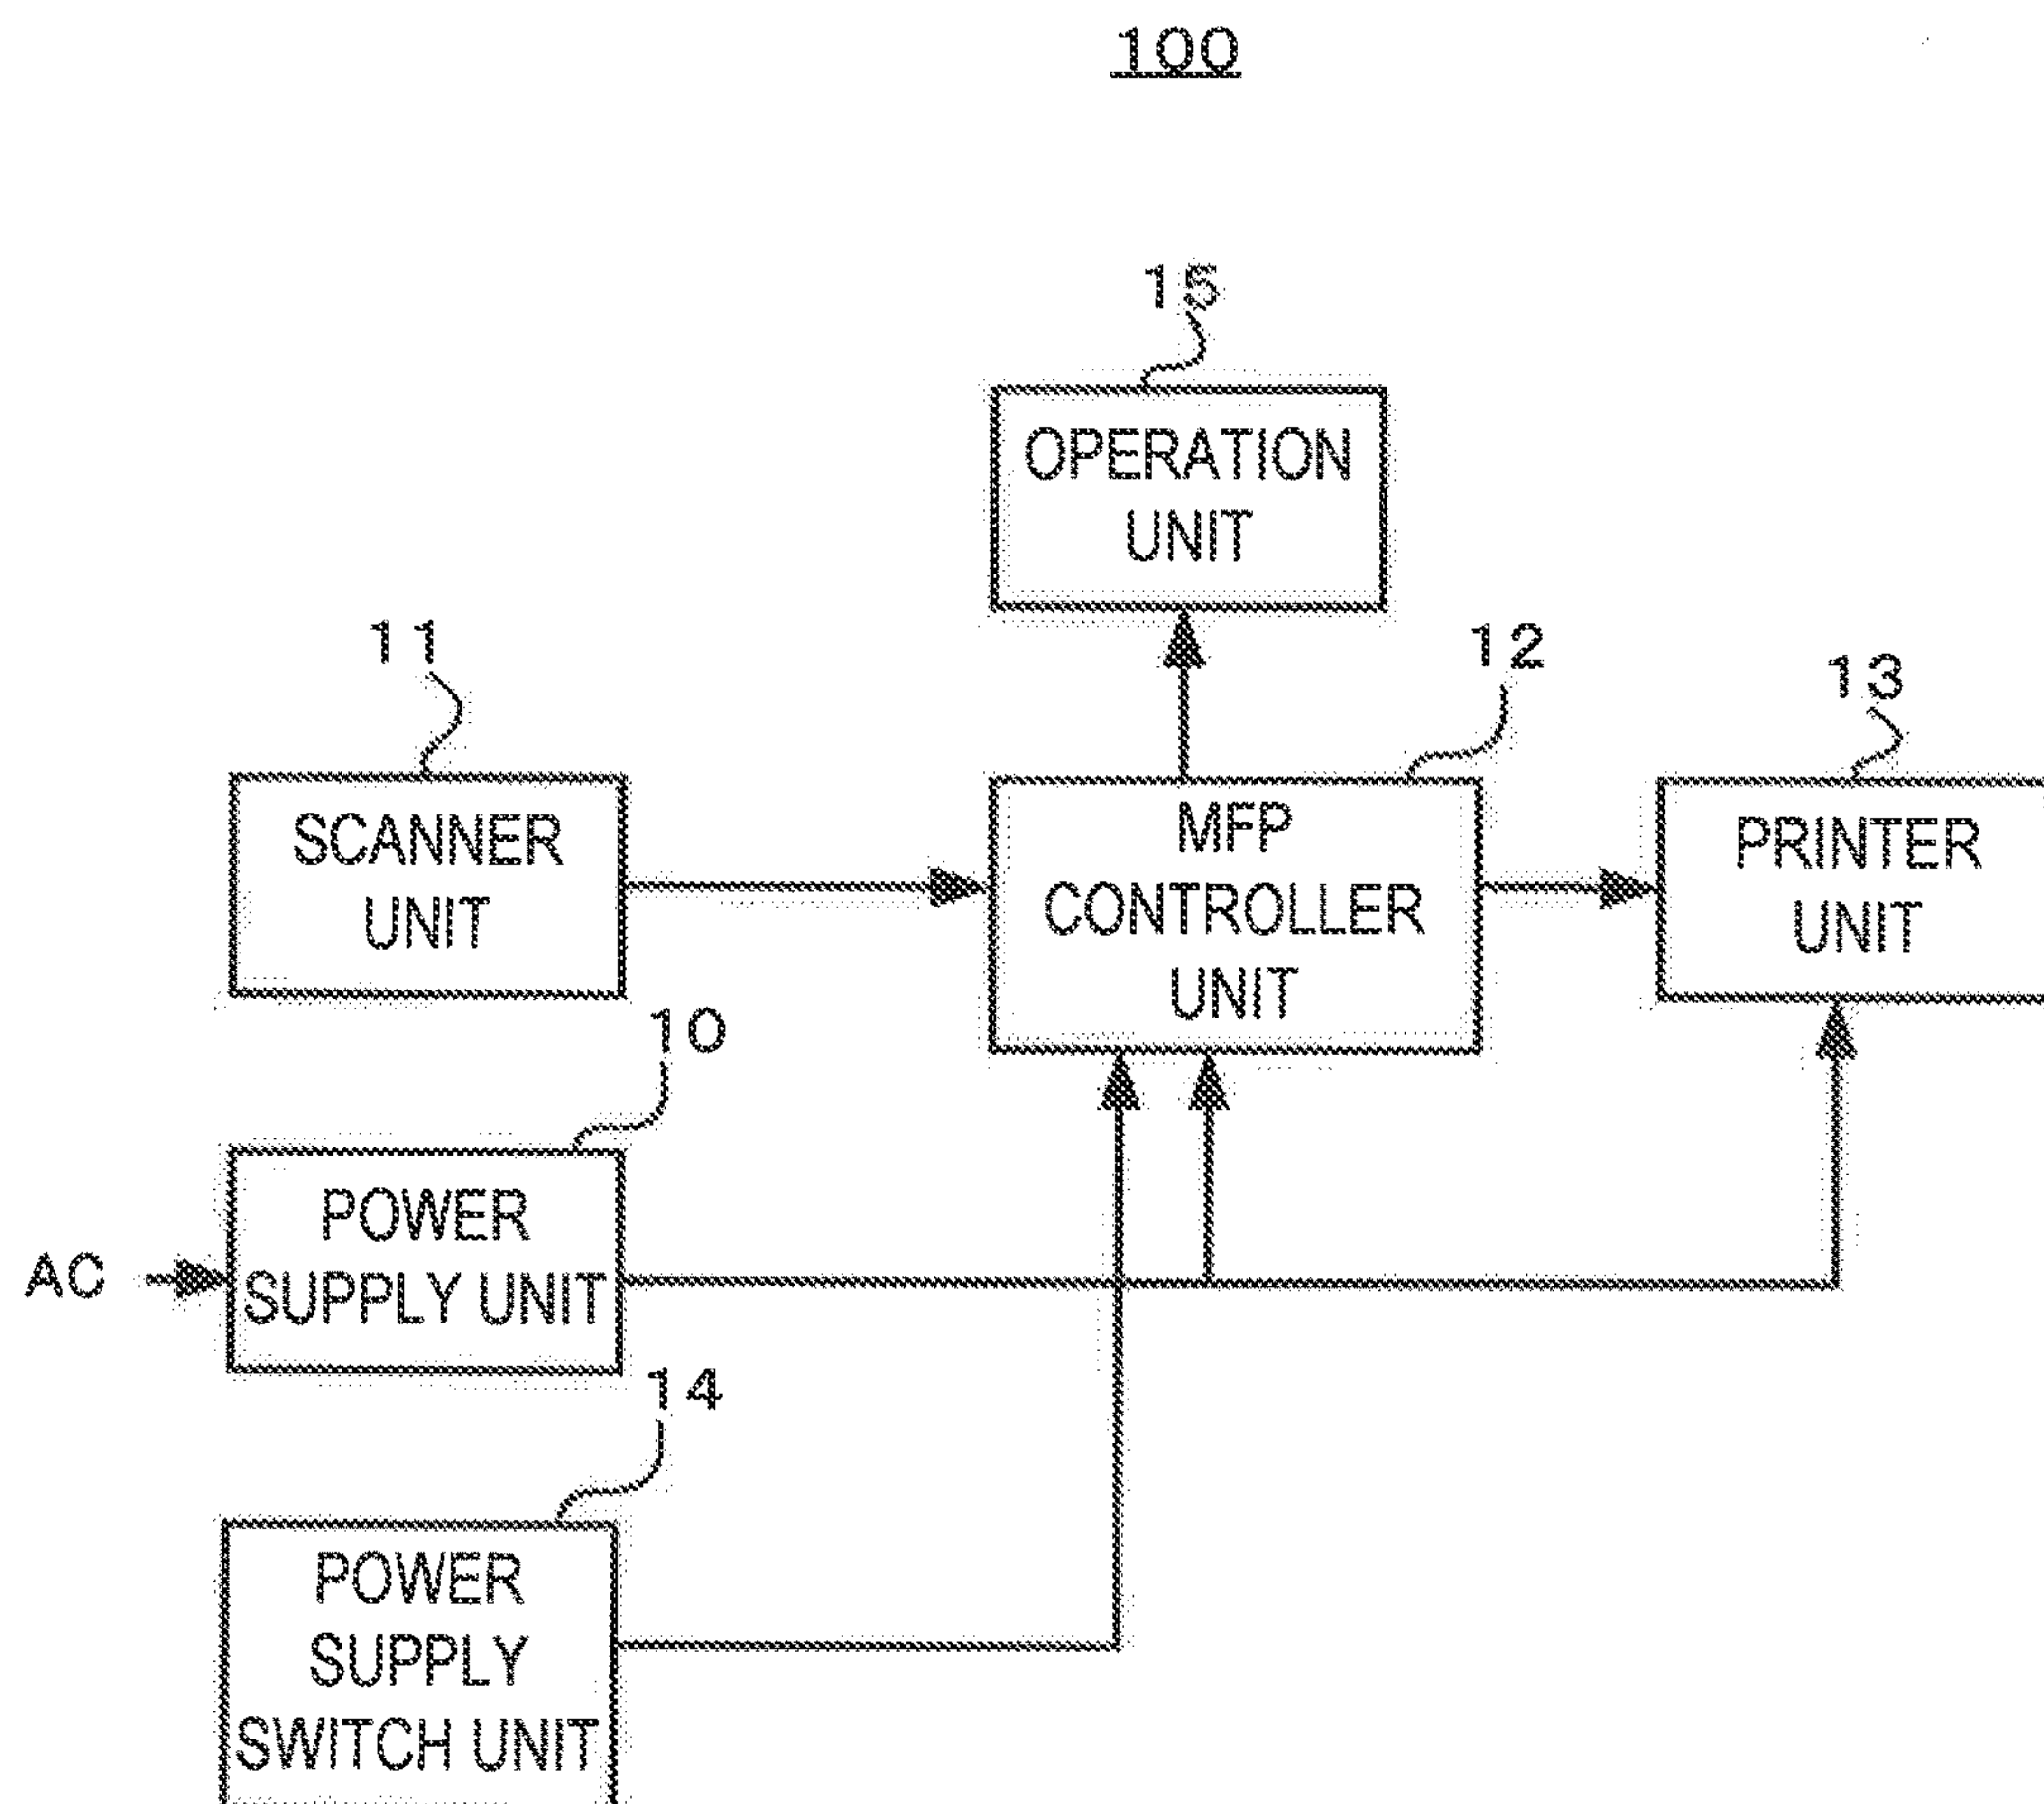 100
15
OPERATION
UNIT
11
12
13
SCANNER
UNIT
MFP
CONTROLLER
UNIT
PRINTER
UNIT
10
POWER
SUPPLY UNIT
AC
14
POWER
SUPPLY
SWITCH UNIT